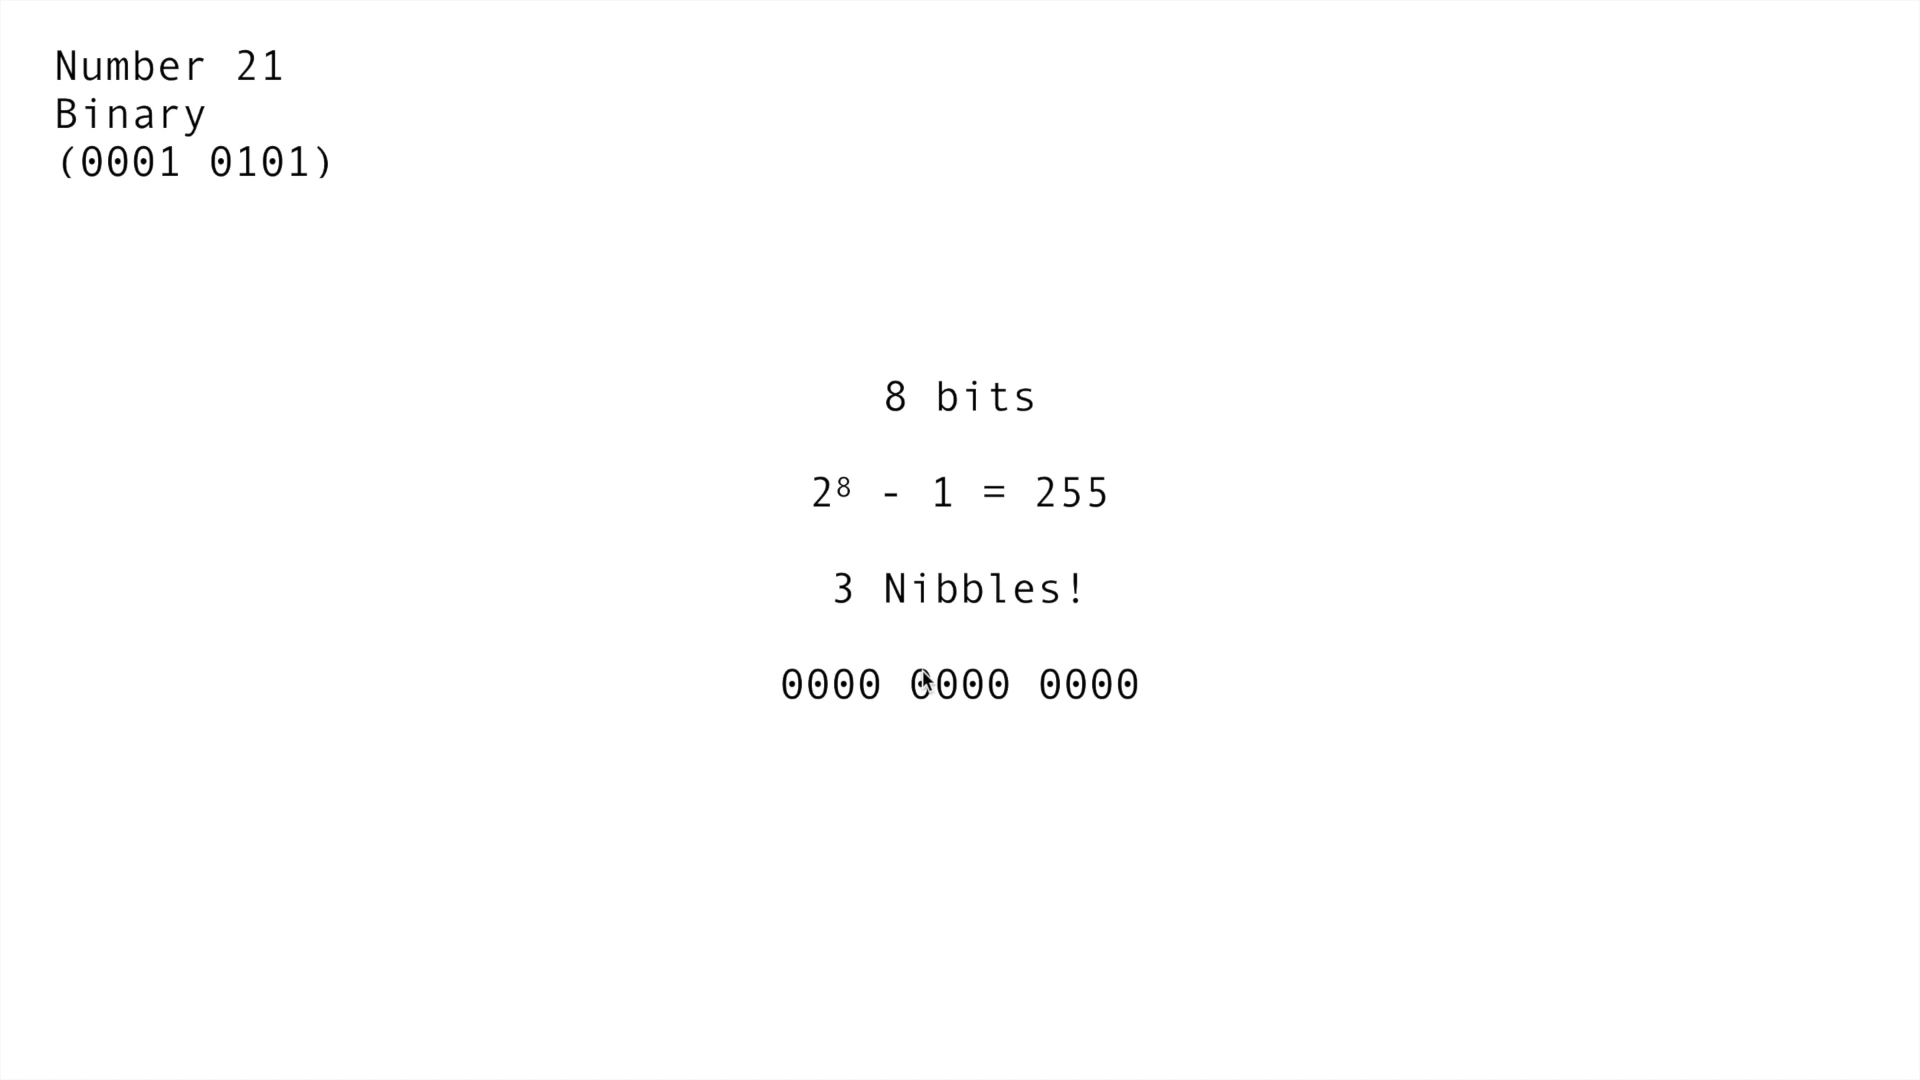 Number 21
Binary
(0001 0101)
8 bits
2⁸ - 1 = 255
3 Nibbles!
0000 0000 0000